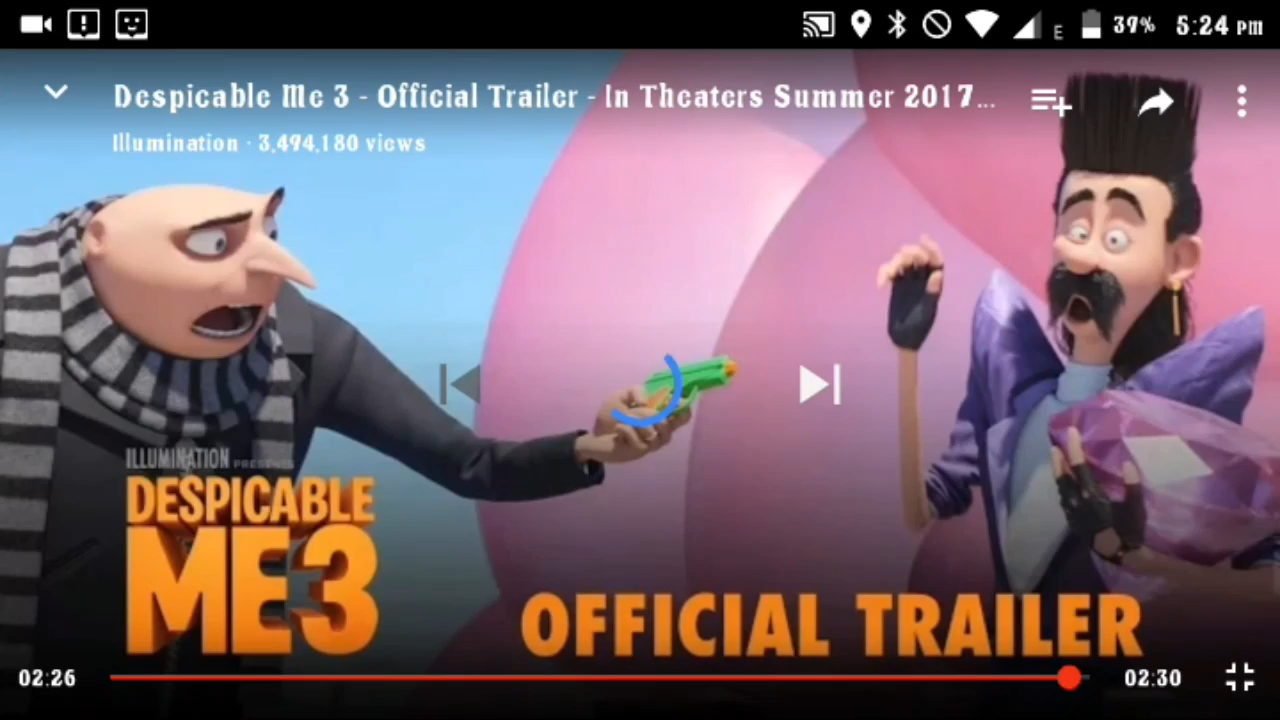 E 39% 5:24 PM
Despicable Me 3 - Official Trailer - In Theaters Summer 2017...
Illumination · 3,494,180 views
ILLUMINATION PRESENTS
DESPICABLE
ME3
OFFICIAL TRAILER
02:26 02:30